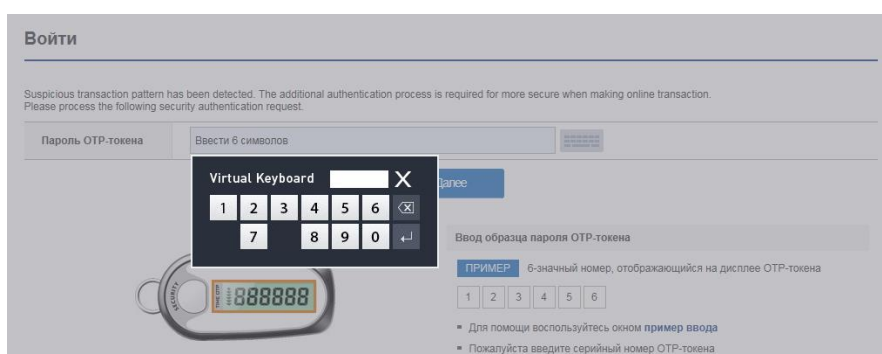 Войти
Suspicious transaction pattern has been detected. The additional authentication process is required for more secure when making online transaction.
Please process the following security authentication request.
Пароль OTP-токена
Ввести 6 символов
Virtual Keyboard X
1 2 3 4 5 6
7 8 9 0
Далее
Ввод образца пароля OTP-токена
ПРИМЕР 6-значный номер, отображающийся на дисплее OTP-токена
1 2 3 4 5 6
SECURITY
TIME OTP
888888
Для помощи воспользуйтесь окном пример ввода
Пожалуйста введите серийный номер OTP-токена